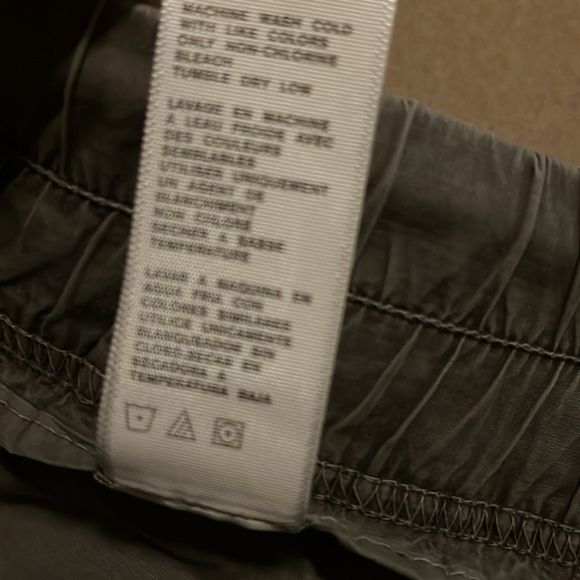 MACHINE WASH COLD
WITH LIKE COLORS
ONLY NON-CHLORINE
BLEACH
TUMBLE DRY LOW
LAVAGE EN MACHINE
A LEAU FROIDE AVEC
DES COULEURS
SEMBLABLES
UTILISER UNIQUEMENT
UN AGENT DE
BLANCHIMENT
NON CHLORE
SECHER A BASSE
TEMPERATURE
LAVAR A MAQUINA EN
AGUA FRIA CON
COLORES SIMILARES
UTILICE UNICAMENTE
BLANQUEADOR SIN
CLORO.SECAR EN
SECADORA A
TEMPERATURA BAJA